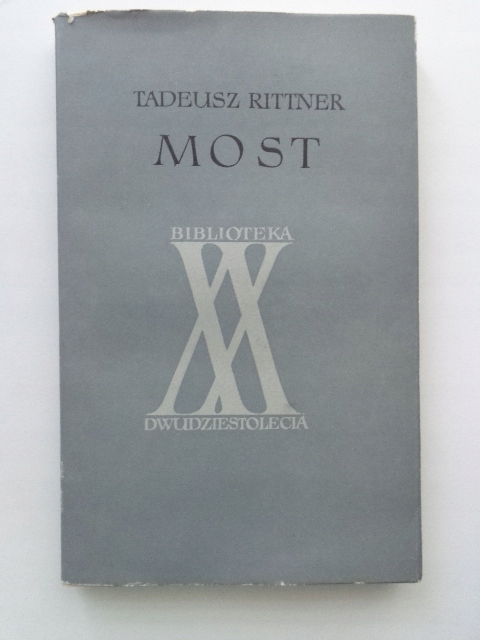 TADEUSZ RITTNER
MOST
BIBLIOTEKA
XX
DWUDZIESTOLECIA